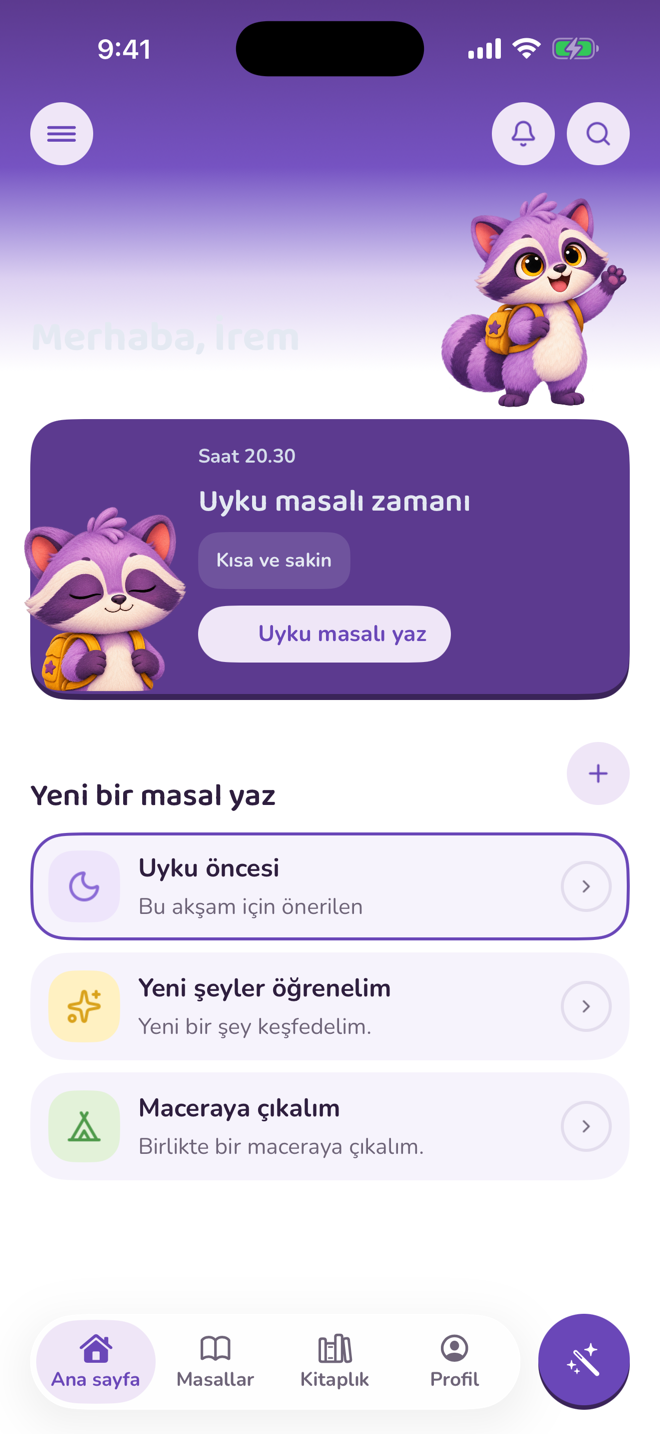 9:41
Merhaba, İrem
Saat 20.30
Uyku masalı zamanı
Kısa ve sakin
Uyku masalı yaz
Yeni bir masal yaz
Uyku öncesi
Bu akşam için önerilen
Yeni şeyler öğrenelim
Yeni bir şey keşfedelim.
Maceraya çıkalım
Birlikte bir maceraya çıkalım.
Ana sayfa
Masallar
Kitaplık
Profil